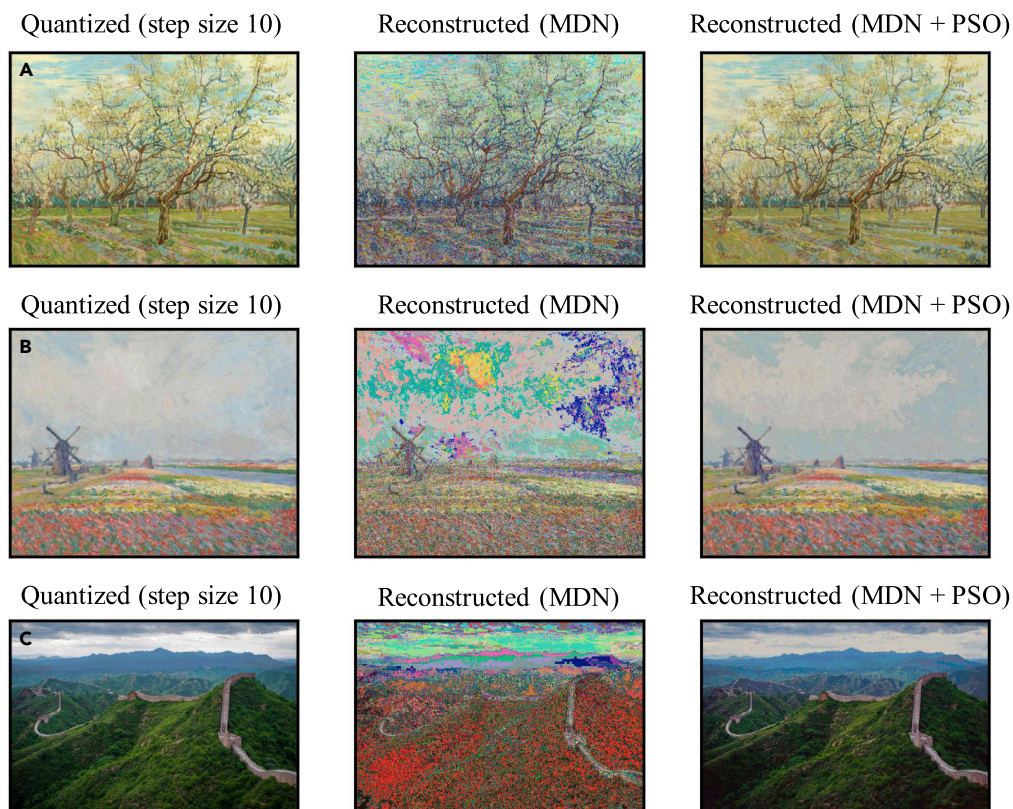 Quantized (step size 10) Reconstructed (MDN) Reconstructed (MDN + PSO)
A
Quantized (step size 10) Reconstructed (MDN) Reconstructed (MDN + PSO)
B
Quantized (step size 10) Reconstructed (MDN) Reconstructed (MDN + PSO)
C